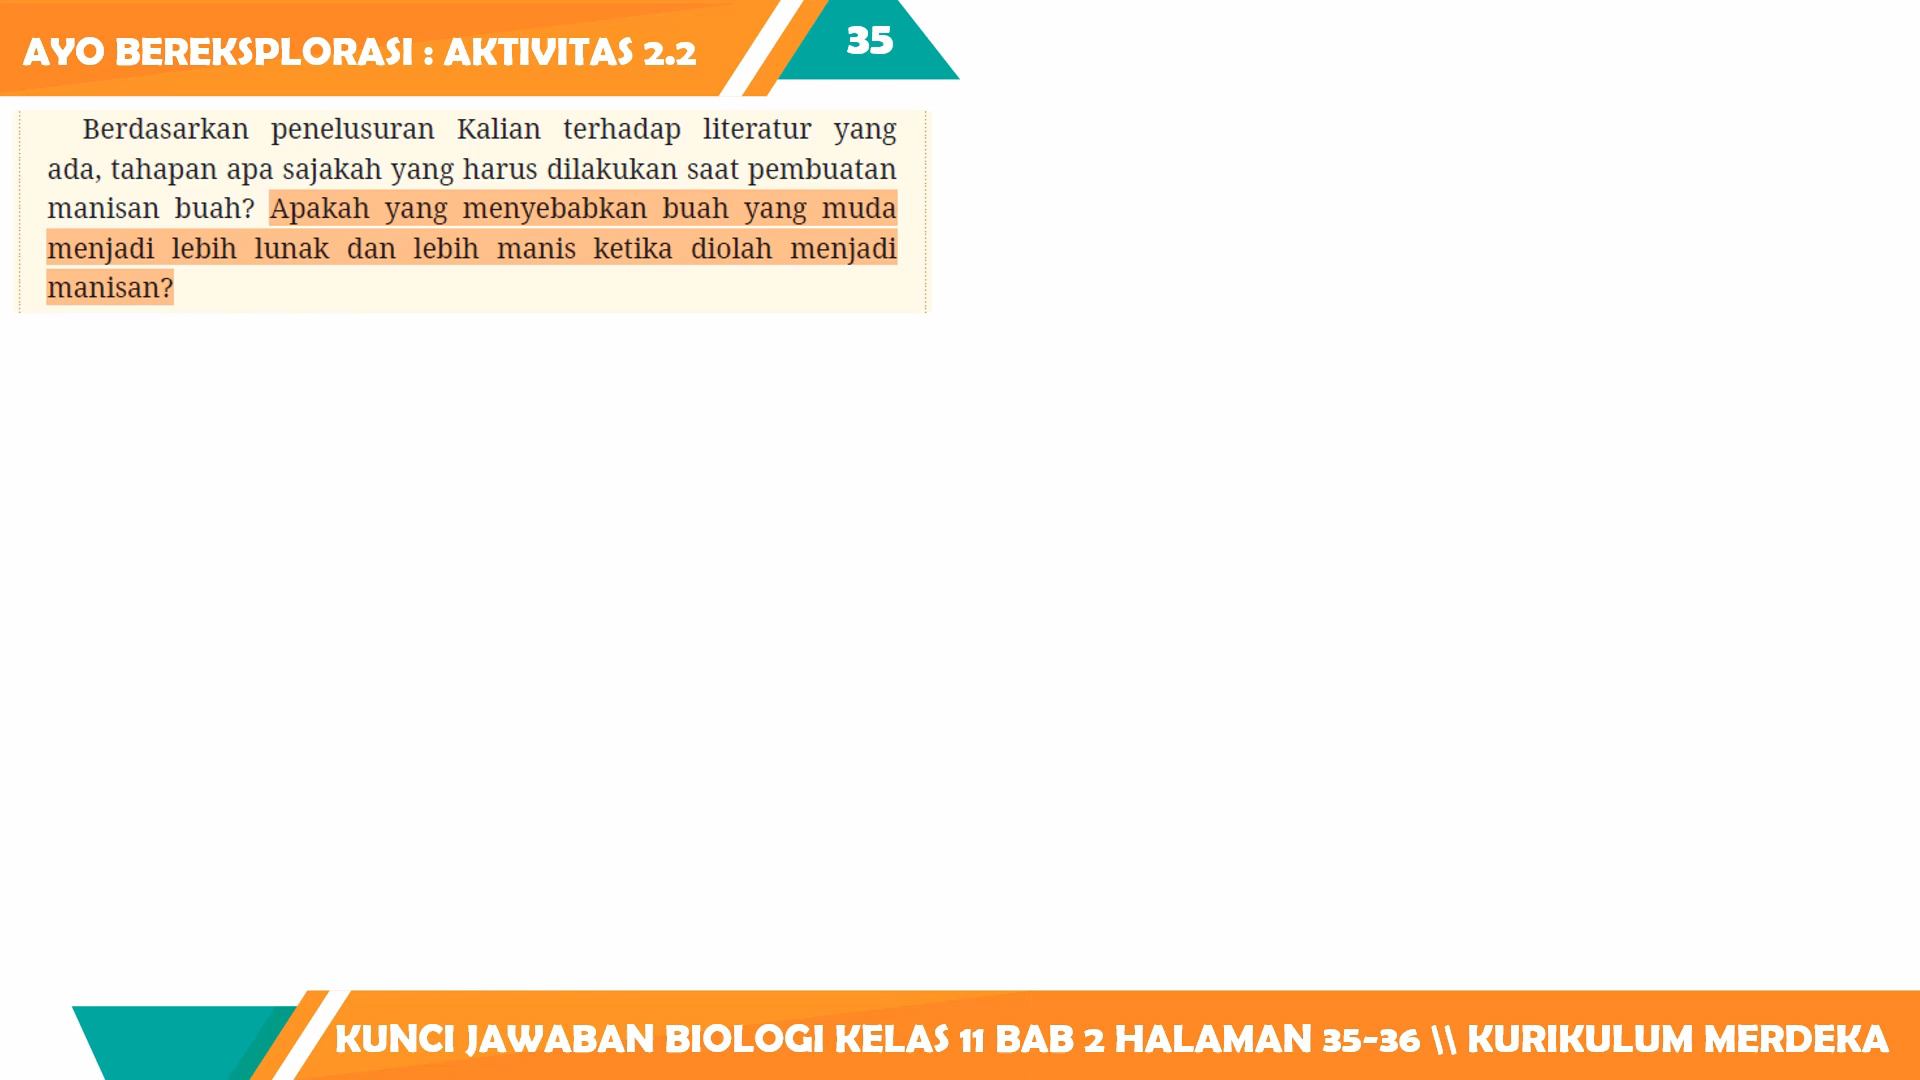 AYO BEREKSPLORASI : AKTIVITAS 2.2
35
Berdasarkan penelusuran Kalian terhadap literatur yang
ada, tahapan apa sajakah yang harus dilakukan saat pembuatan
manisan buah? Apakah yang menyebabkan buah yang muda
menjadi lebih lunak dan lebih manis ketika diolah menjadi
manisan?
KUNCI JAWABAN BIOLOGI KELAS 11 BAB 2 HALAMAN 35-36 \\ KURIKULUM MERDEKA